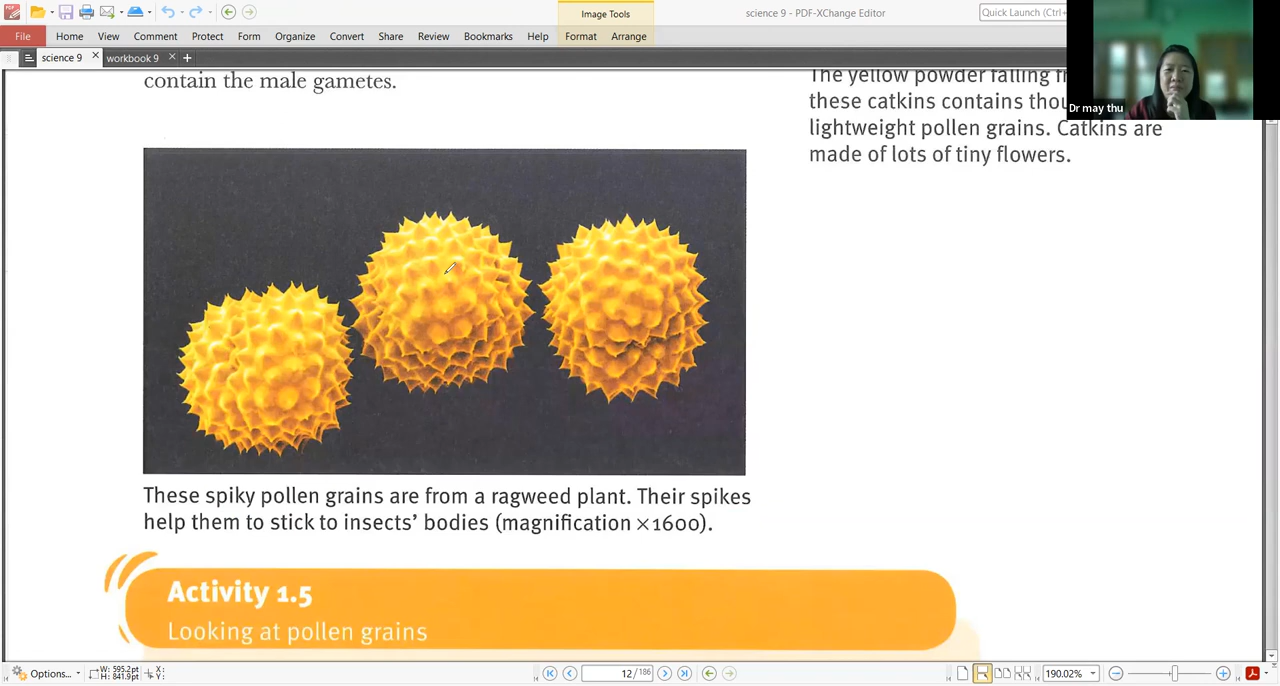 Image Tools
science 9 - PDF-XChange Editor
Quick Launch (Ctrl+
File Home View Comment Protect Form Organize Convert Share Review Bookmarks Help Format Arrange
science 9 workbook 9
contain the male gametes.
The yellow powder falling
these catkins contains
lightweight pollen grains. Catkins are
made of lots of tiny flowers.
Dr may thu
These spiky pollen grains are from a ragweed plant. Their spikes
help them to stick to insects' bodies (magnification ×1600).
Activity 1.5
Looking at pollen grains
Options...
W: 595.2pt
H: 841.9pt
X:
Y:
12 / 186
190.02%